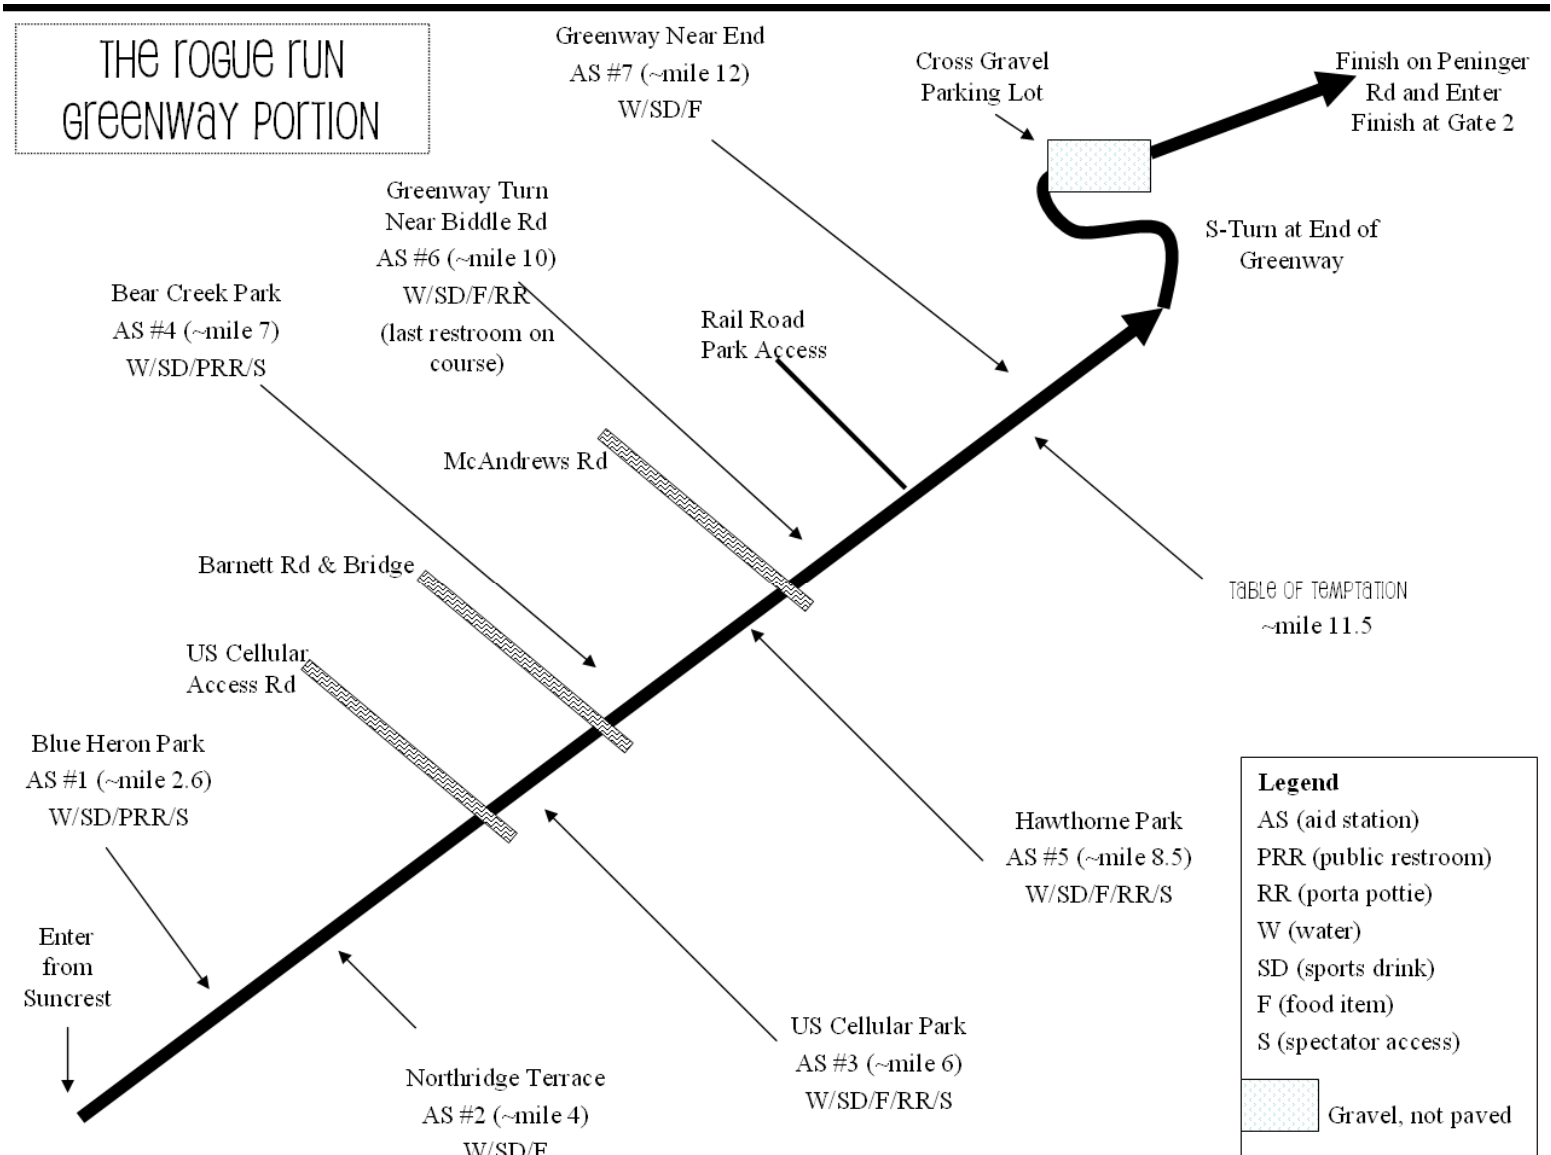 THE ROGUE RUN
GREENWAY PORTION
Greenway Near End
AS #7 (~mile 12)
W/SD/F
Cross Gravel
Parking Lot
Finish on Peninger
Rd and Enter
Finish at Gate 2
Greenway Turn
Near Biddle Rd
AS #6 (~mile 10)
W/SD/F/RR
(last restroom on
course)
S-Turn at End of
Greenway
Bear Creek Park
AS #4 (~mile 7)
W/SD/PRR/S
Rail Road
Park Access
McAndrews Rd
Barnett Rd & Bridge
TABLE OF TEMPTATION
~mile 11.5
US Cellular
Access Rd
Blue Heron Park
AS #1 (~mile 2.6)
W/SD/PRR/S
Hawthorne Park
AS #5 (~mile 8.5)
W/SD/F/RR/S
Enter
from
Suncrest
US Cellular Park
AS #3 (~mile 6)
W/SD/F/RR/S
Northridge Terrace
AS #2 (~mile 4)
W/SD/F
Legend
AS (aid station)
PRR (public restroom)
RR (porta pottie)
W (water)
SD (sports drink)
F (food item)
S (spectator access)
Gravel, not paved